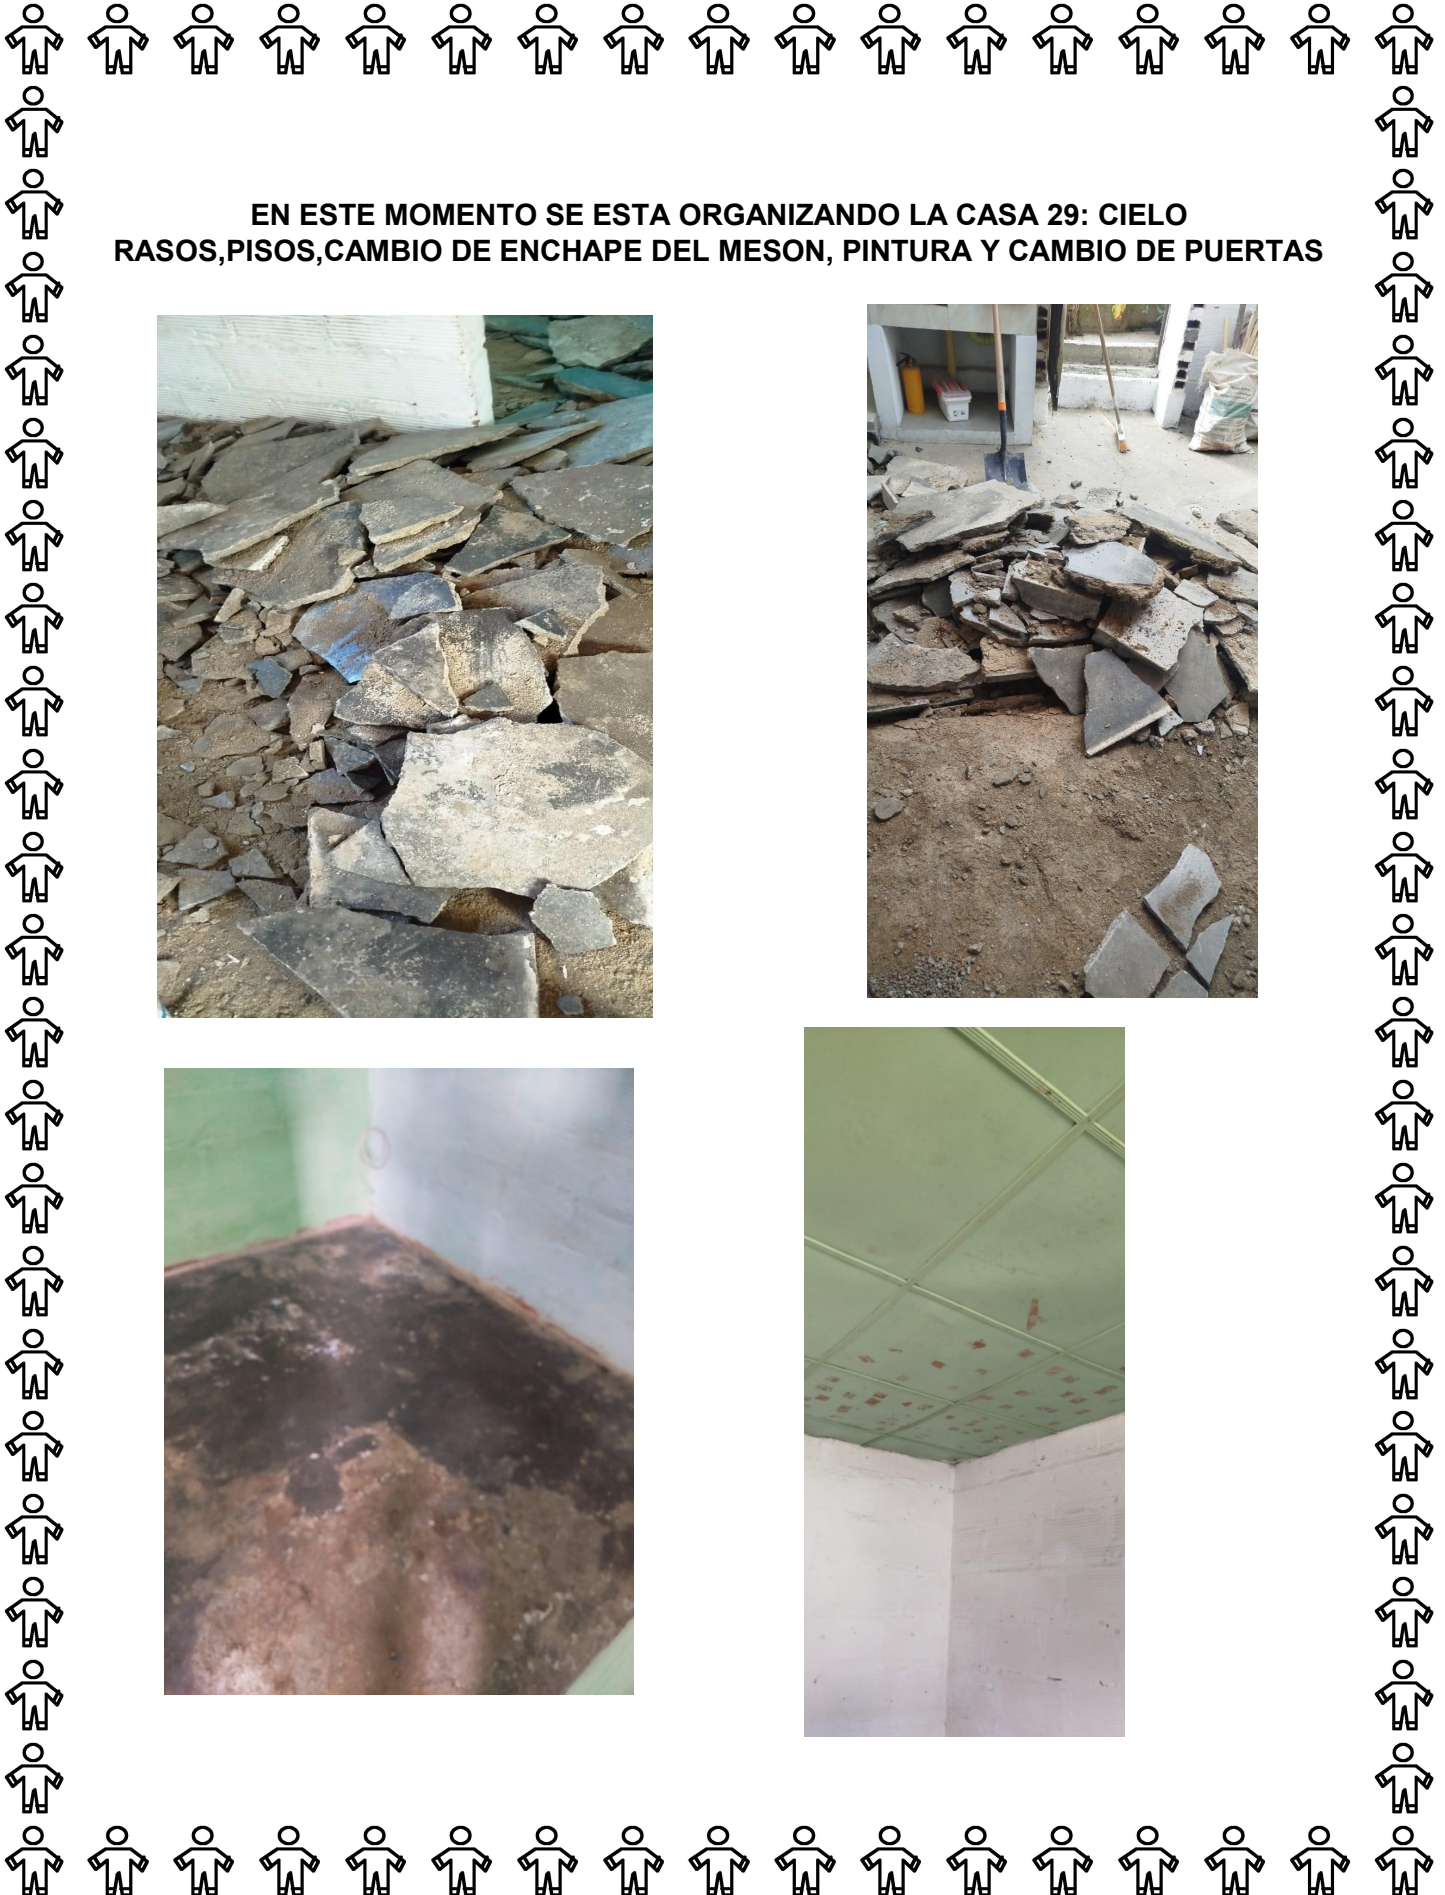 EN ESTE MOMENTO SE ESTA ORGANIZANDO LA CASA 29: CIELO
RASOS,PISOS,CAMBIO DE ENCHAPE DEL MESON, PINTURA Y CAMBIO DE PUERTAS